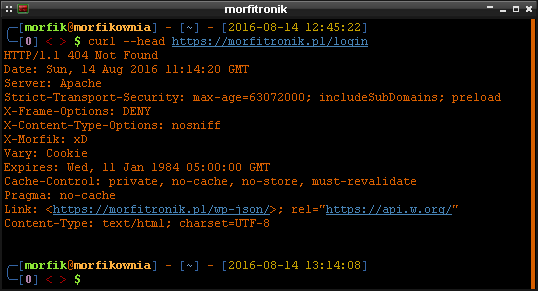 morfitronik
[morfik@morfikownia] - [~] - [2016-08-14 12:45:22]
[0] < > $ curl --head https://morfitronik.pl/login
HTTP/1.1 404 Not Found
Date: Sun, 14 Aug 2016 11:14:20 GMT
Server: Apache
Strict-Transport-Security: max-age=63072000; includeSubDomains; preload
X-Frame-Options: DENY
X-Content-Type-Options: nosniff
X-Morfik: xD
Vary: Cookie
Expires: Wed, 11 Jan 1984 05:00:00 GMT
Cache-Control: private, no-cache, no-store, must-revalidate
Pragma: no-cache
Link: <https://morfitronik.pl/wp-json/>; rel="https://api.w.org/"
Content-Type: text/html; charset=UTF-8
[morfik@morfikownia] - [~] - [2016-08-14 13:14:08]
[0] < > $